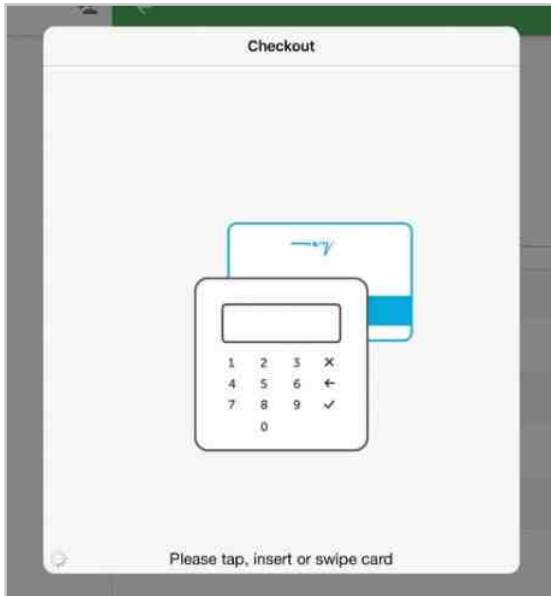 Checkout
1 2 3 ×
4 5 6 ←
7 8 9 ✓
0
Please tap, insert or swipe card